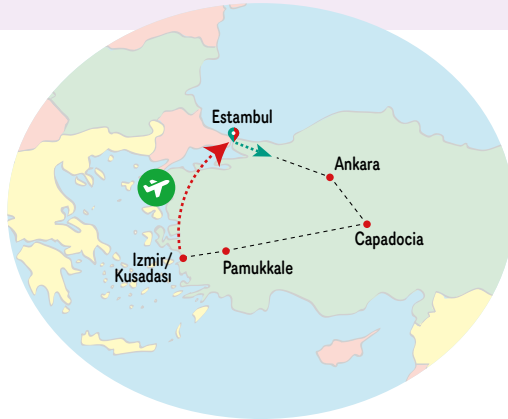 Estambul
Ankara
Capadocia
Izmir/
Kusadası
Pamukkale